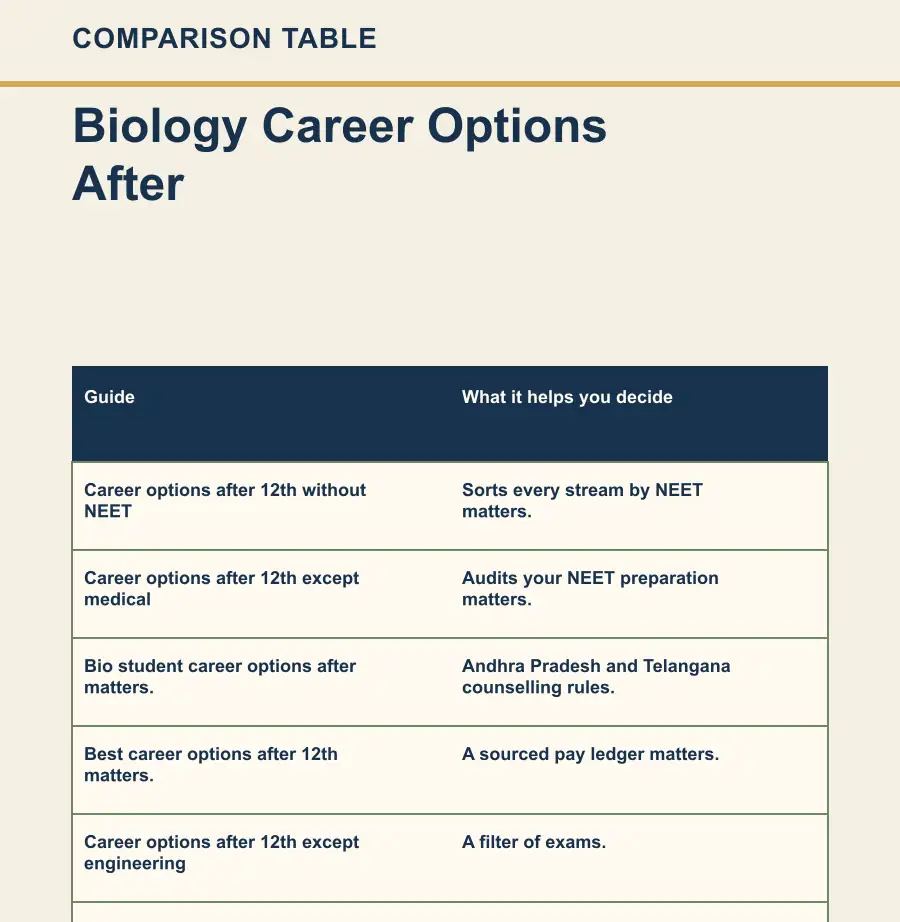 COMPARISON TABLE
Biology Career Options
After
Guide
What it helps you decide
Career options after 12th without
NEET
Sorts every stream by NEET
matters.
Career options after 12th except
medical
Audits your NEET preparation
matters.
Bio student career options after
matters.
Andhra Pradesh and Telangana
counselling rules.
Best career options after 12th
matters.
A sourced pay ledger matters.
Career options after 12th except
engineering
A filter of exams.